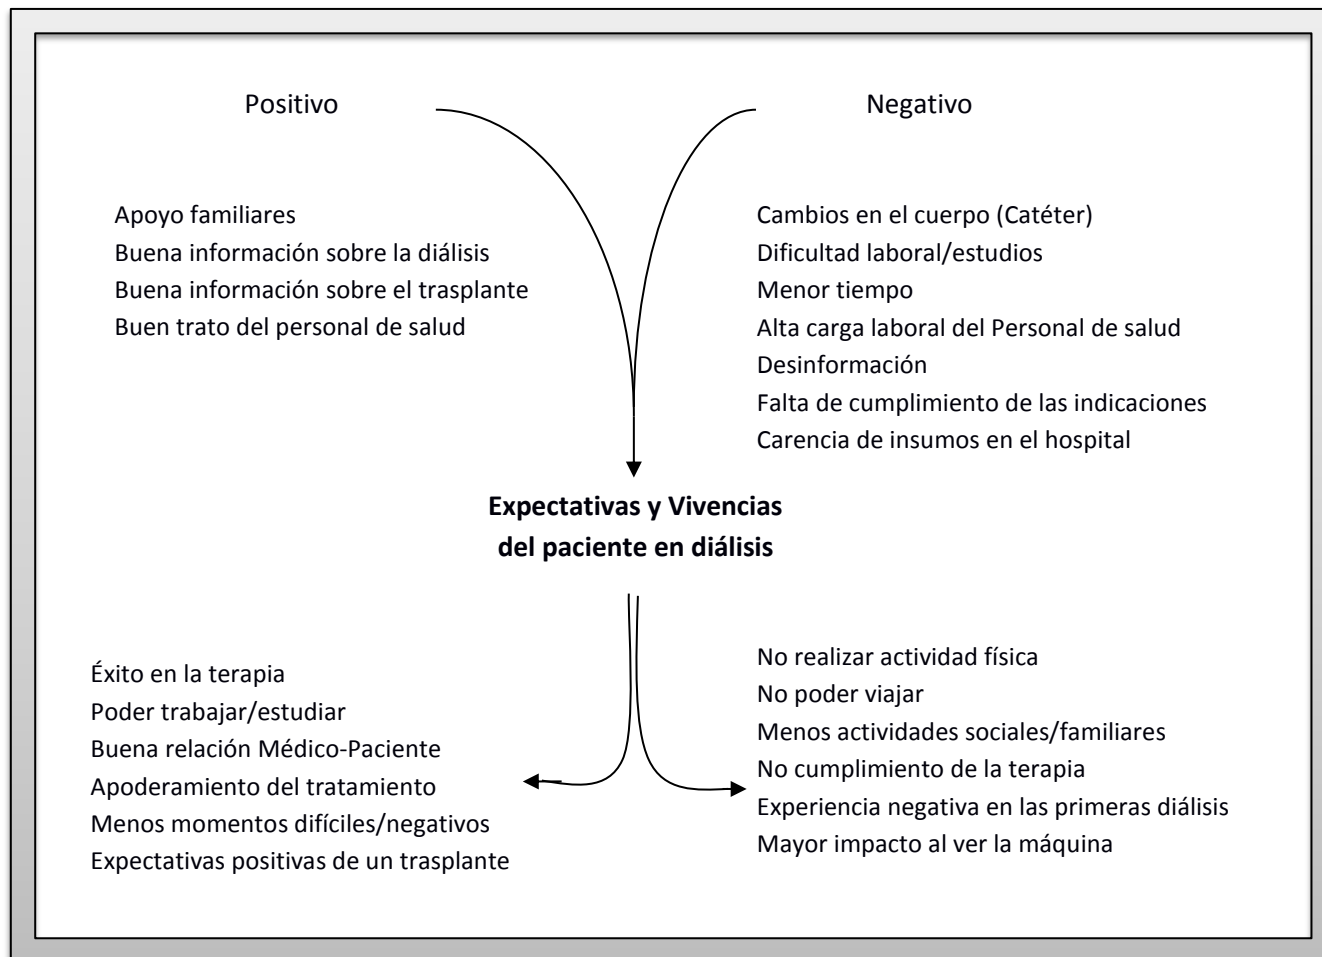 Positivo
Negativo
Apoyo familiares
Buena información sobre la diálisis
Buena información sobre el trasplante
Buen trato del personal de salud
Cambios en el cuerpo (Catéter)
Dificultad laboral/estudios
Menor tiempo
Alta carga laboral del Personal de salud
Desinformación
Falta de cumplimiento de las indicaciones
Carencia de insumos en el hospital
Expectativas y Vivencias
del paciente en diálisis
Éxito en la terapia
Poder trabajar/estudiar
Buena relación Médico-Paciente
Apoderamiento del tratamiento
Menos momentos difíciles/negativos
Expectativas positivas de un trasplante
No realizar actividad física
No poder viajar
Menos actividades sociales/familiares
No cumplimiento de la terapia
Experiencia negativa en las primeras diálisis
Mayor impacto al ver la máquina